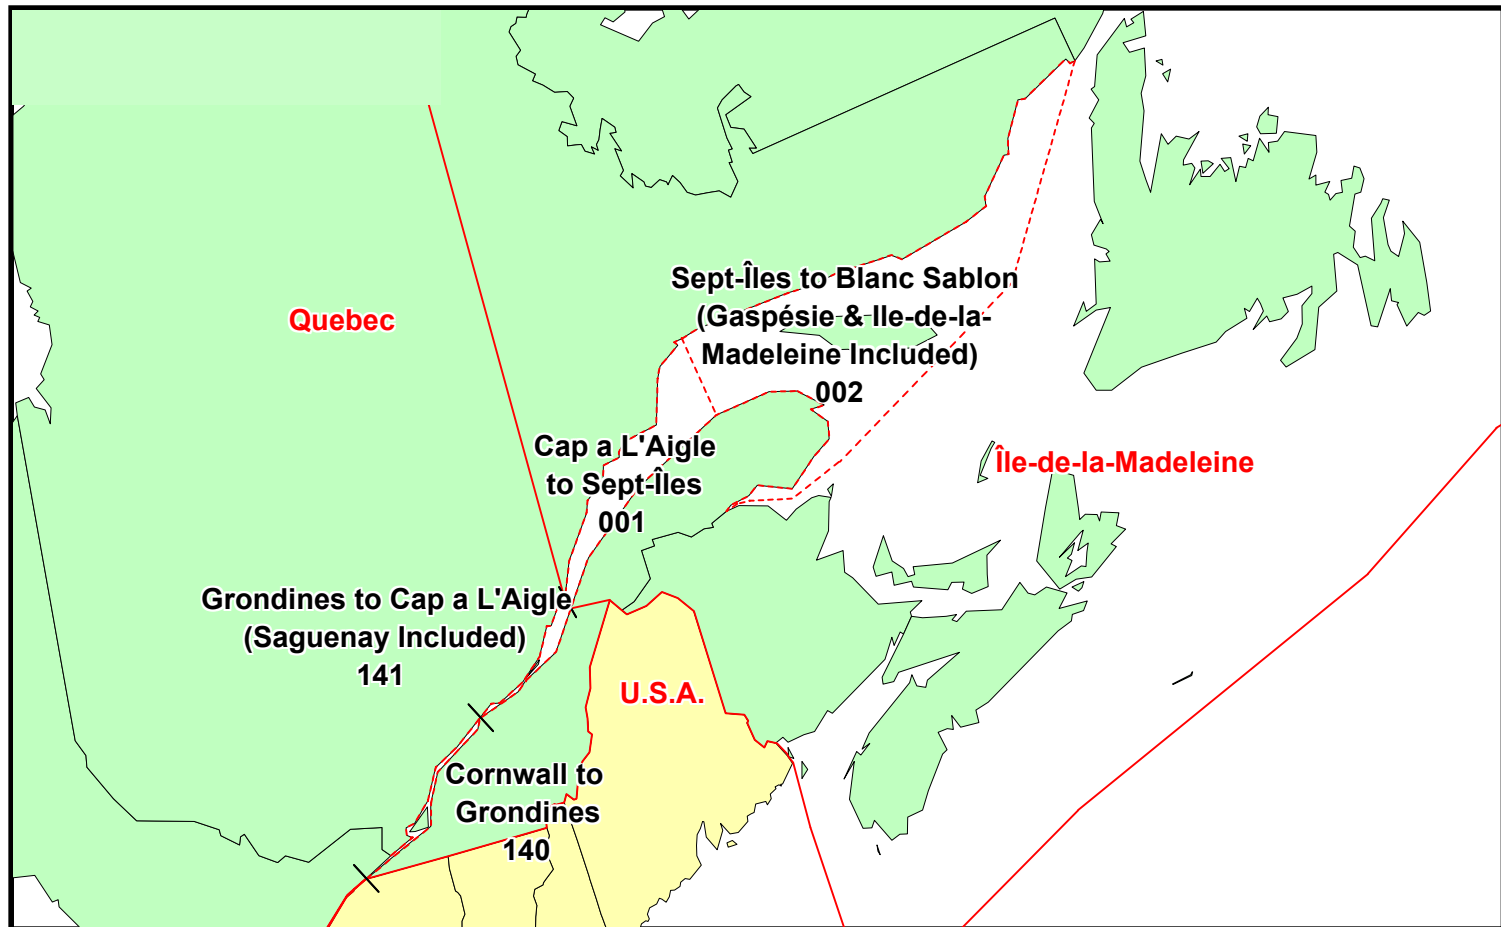 Sept-Îles to Blanc Sablon
(Gaspésie & Ile-de-la-
Madeleine Included)
002
Quebec
Cap a L'Aigle
to Sept-Îles
001
Île-de-la-Madeleine
Grondines to Cap a L'Aigle
(Saguenay Included)
141
U.S.A.
Cornwall to
Grondines
140